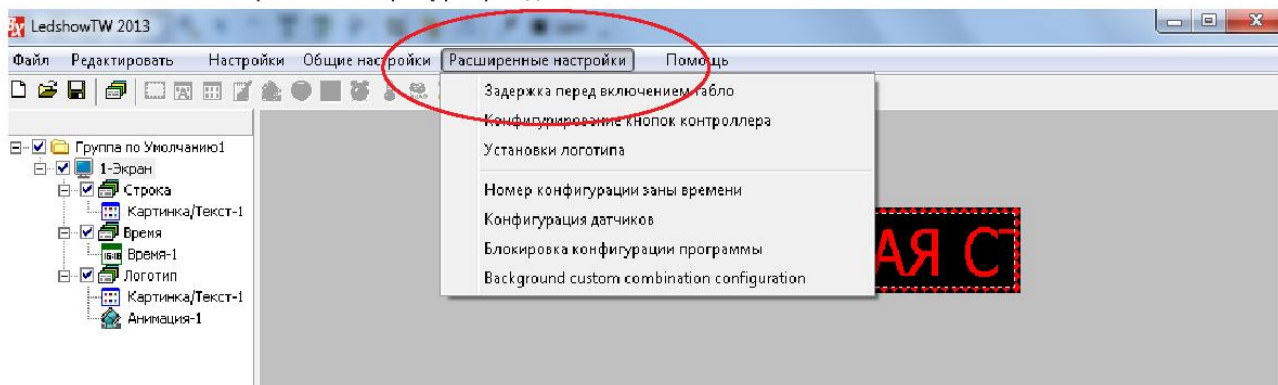 LedshowTW 2013
Файл Редактировать Настройки Общие настройки Расширенные настройки Помощь
Задержка перед включением табло
Конфигурирование кнопок контроллера
Установки логотипа
Номер конфигурации заны времени
Конфигурация датчиков
Блокировка конфигурации программы
Background custom combination configuration
Группа по Умолчанию1
1-Экран
Строка
Картинка/Текст-1
Время
Время-1
Логотип
Картинка/Текст-1
Анимация-1
АЯ С